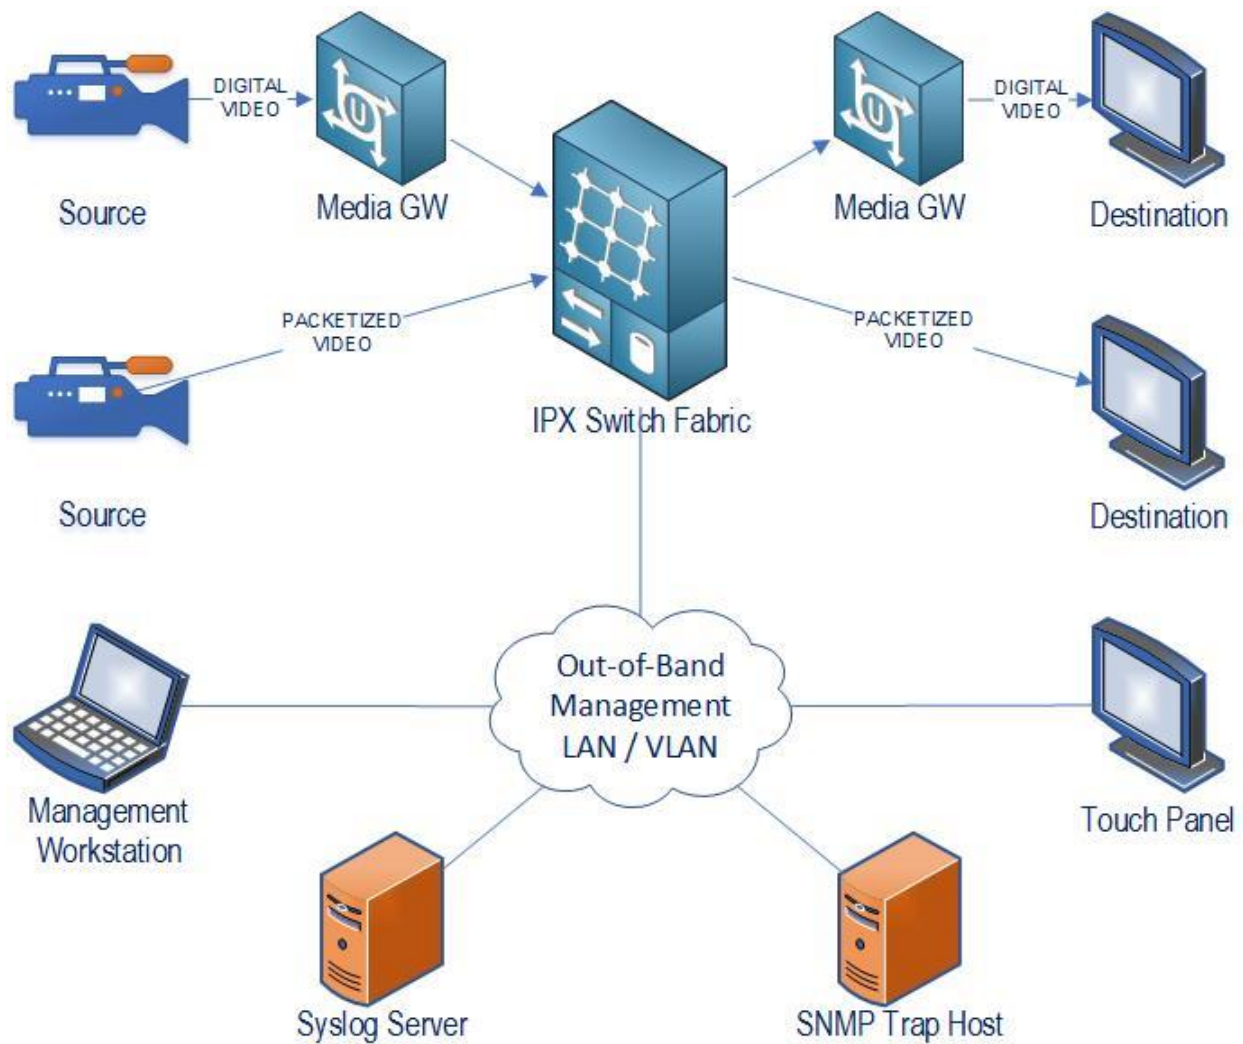 DIGITAL
VIDEO
DIGITAL
VIDEO
U
U
Source
Media GW
Media GW
Destination
PACKETIZED
VIDEO
PACKETIZED
VIDEO
IPX Switch Fabric
Source
Destination
Out-of-Band
Management
LAN / VLAN
Management
Workstation
Touch Panel
Syslog Server
SNMP Trap Host